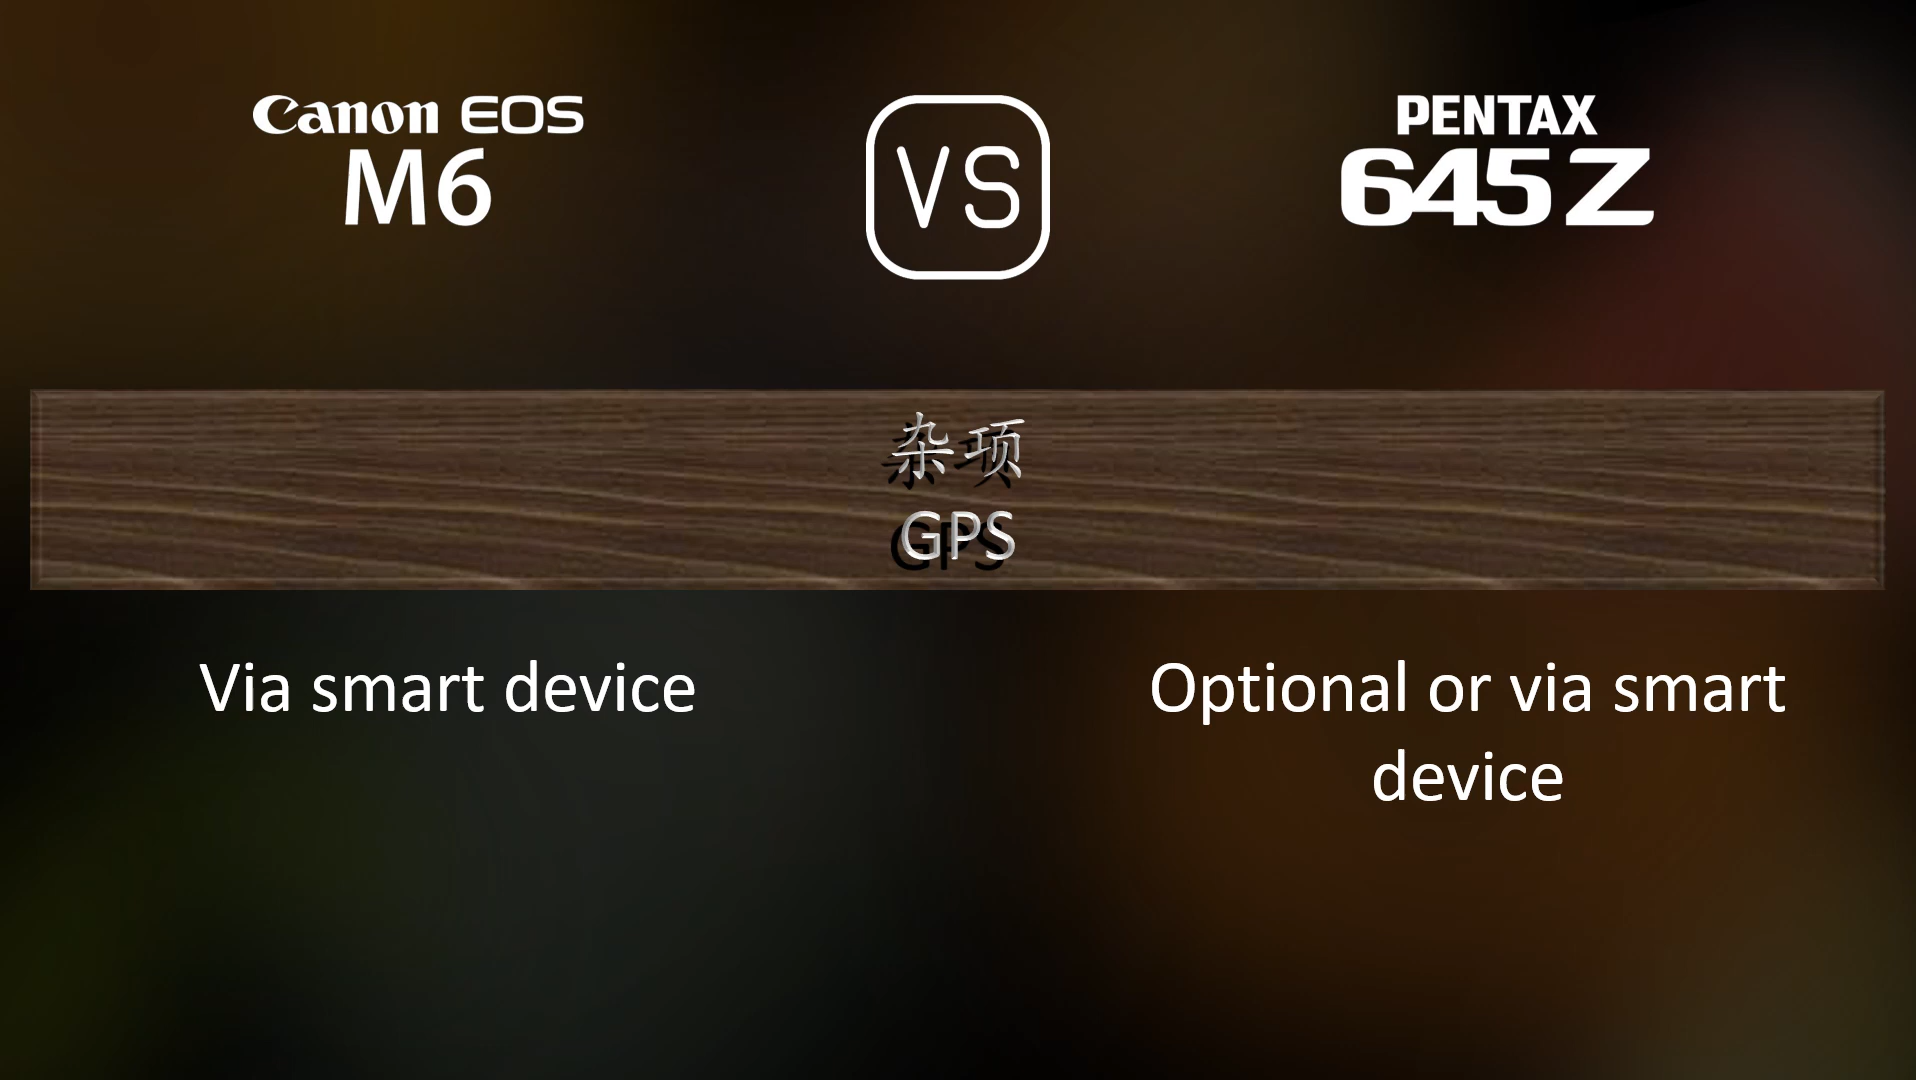 Canon EOS
M6
VS
PENTAX
645Z
杂项
GPS
Via smart device
Optional or via smart
device